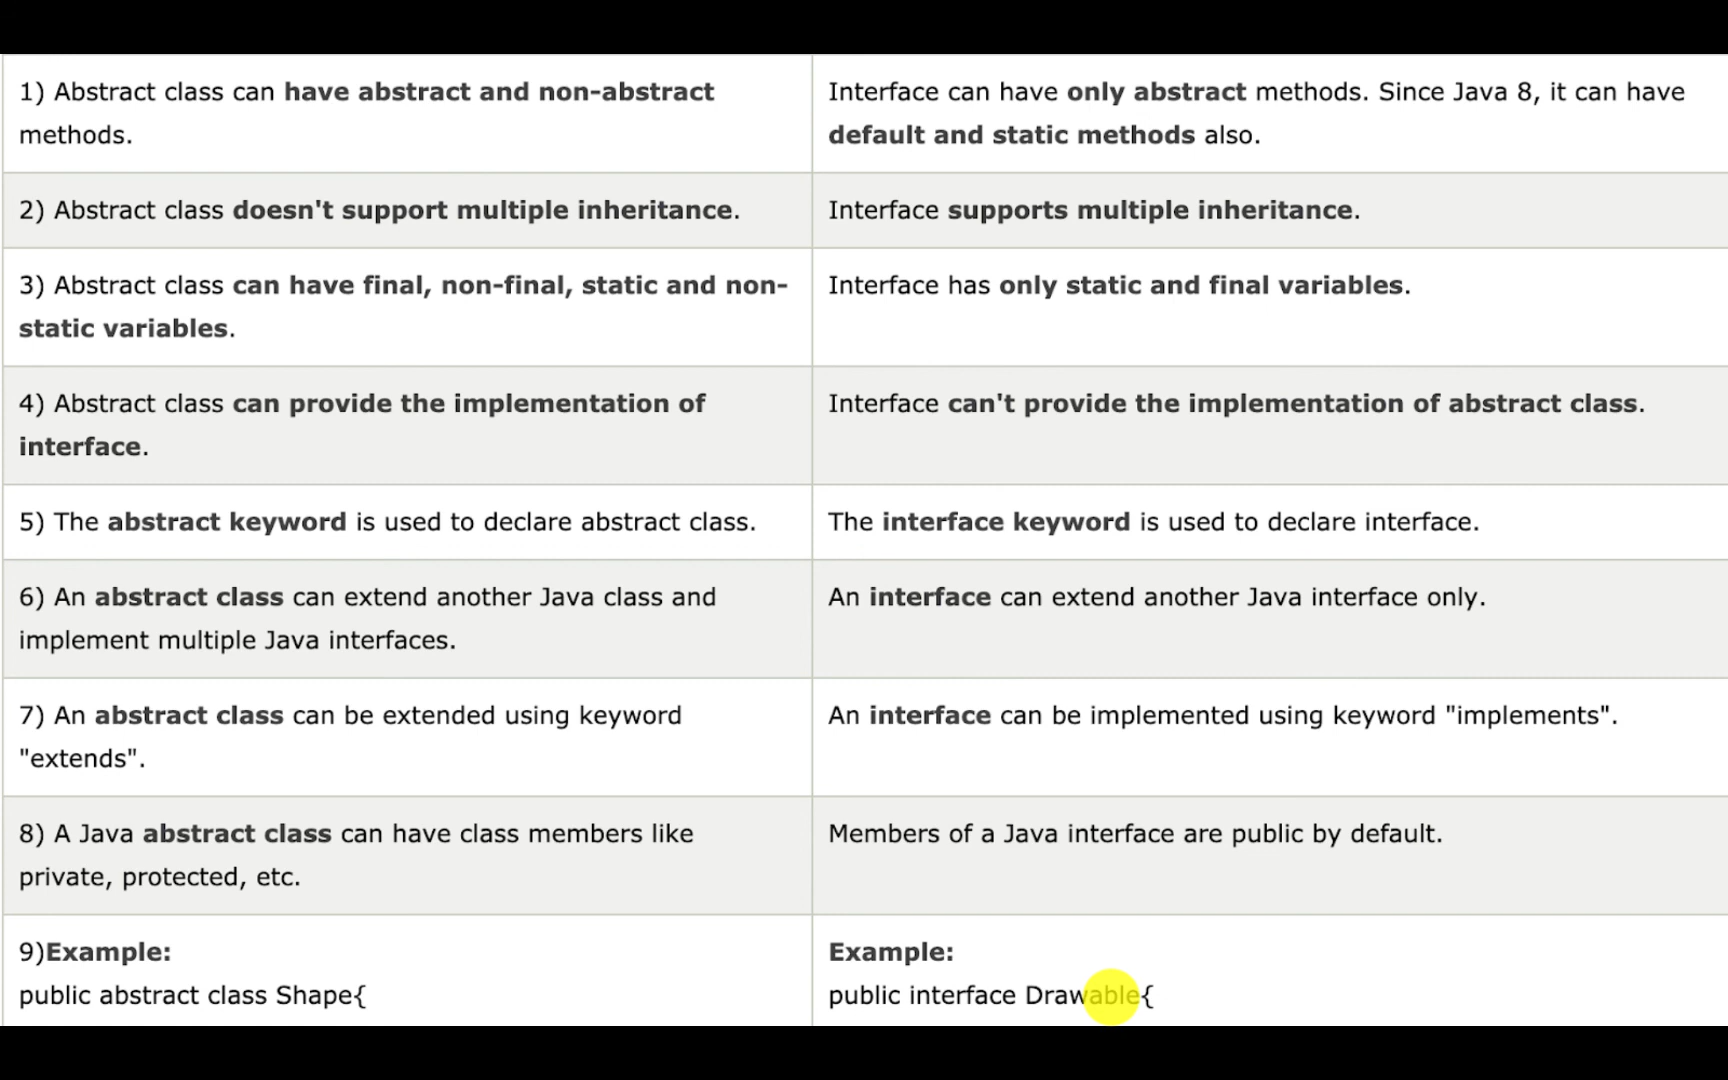 1) Abstract class can have abstract and non-abstract
methods.
Interface can have only abstract methods. Since Java 8, it can have
default and static methods also.
2) Abstract class doesn't support multiple inheritance.
Interface supports multiple inheritance.
3) Abstract class can have final, non-final, static and non-
static variables.
Interface has only static and final variables.
4) Abstract class can provide the implementation of
interface.
Interface can't provide the implementation of abstract class.
5) The abstract keyword is used to declare abstract class.
The interface keyword is used to declare interface.
6) An abstract class can extend another Java class and
implement multiple Java interfaces.
An interface can extend another Java interface only.
7) An abstract class can be extended using keyword
"extends".
An interface can be implemented using keyword "implements".
8) A Java abstract class can have class members like
private, protected, etc.
Members of a Java interface are public by default.
9)Example:
public abstract class Shape{
Example:
public interface Drawable{